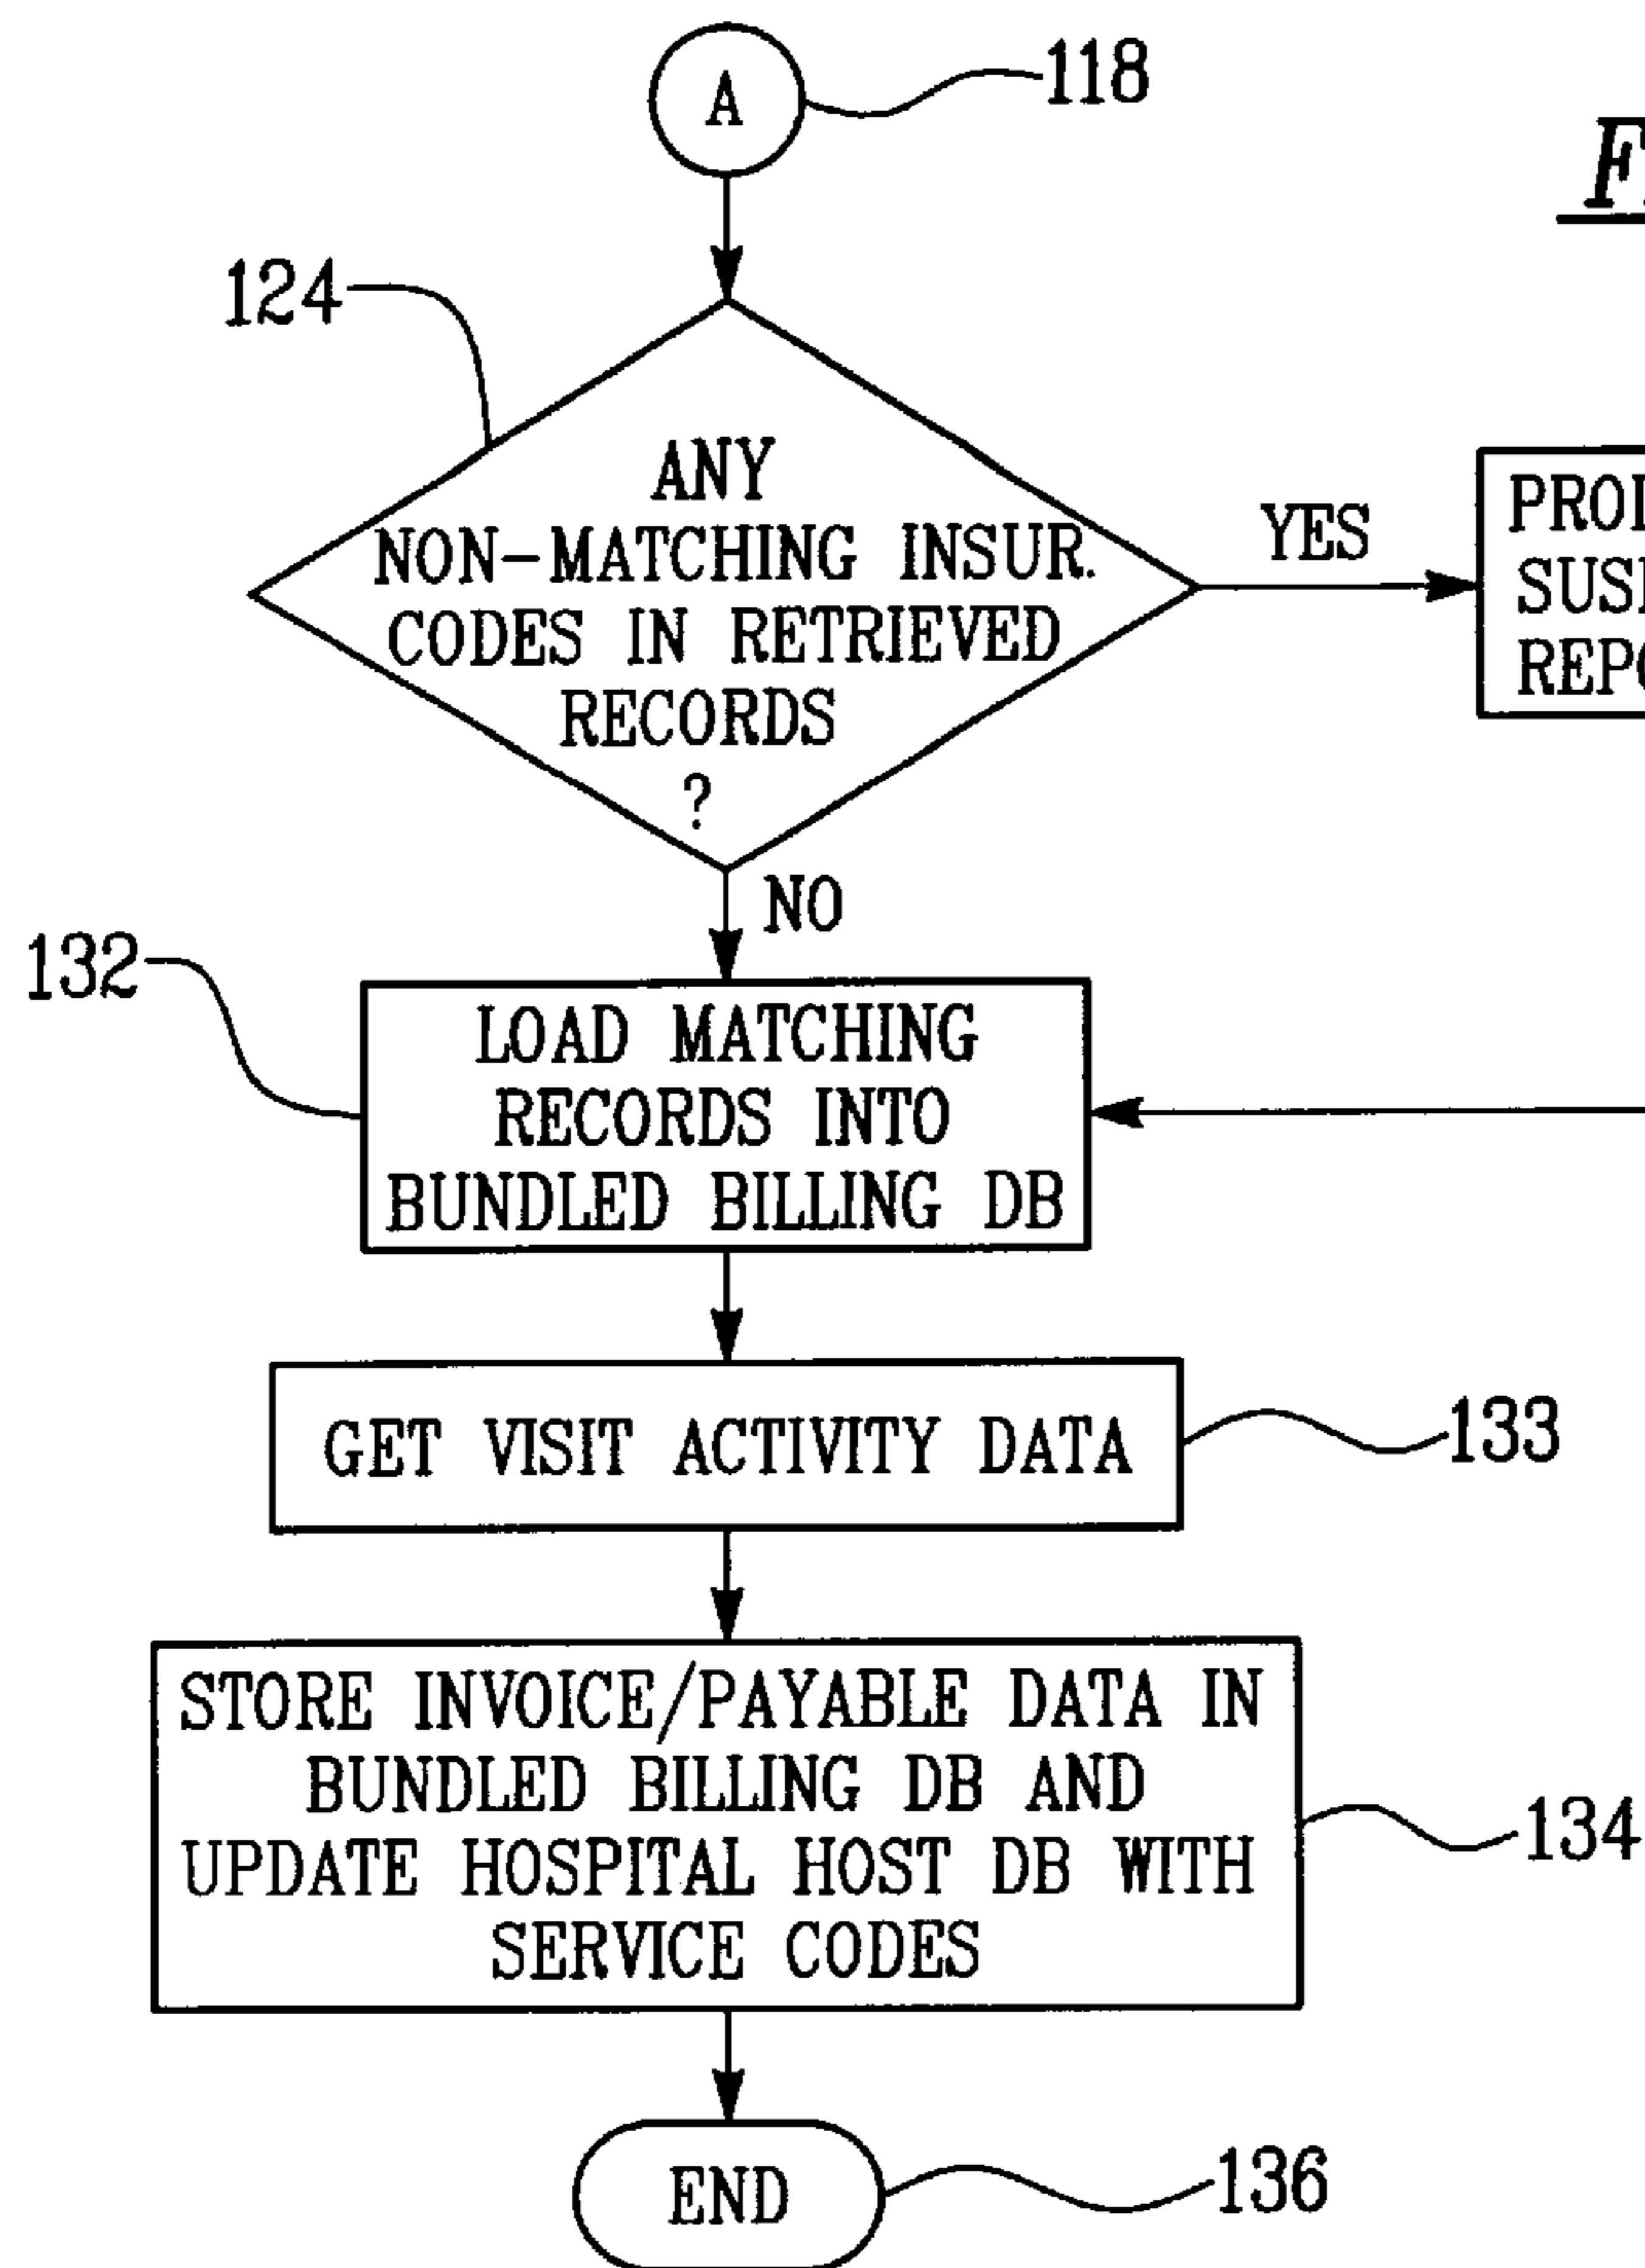 A
118
124
ANY
NON-MATCHING INSUR.
CODES IN RETRIEVED
RECORDS
?
YES
NO
132
LOAD MATCHING
RECORDS INTO
BUNDLED BILLING DB
GET VISIT ACTIVITY DATA
133
STORE INVOICE/PAYABLE DATA IN
BUNDLED BILLING DB AND
UPDATE HOSPITAL HOST DB WITH
SERVICE CODES
134
END
136